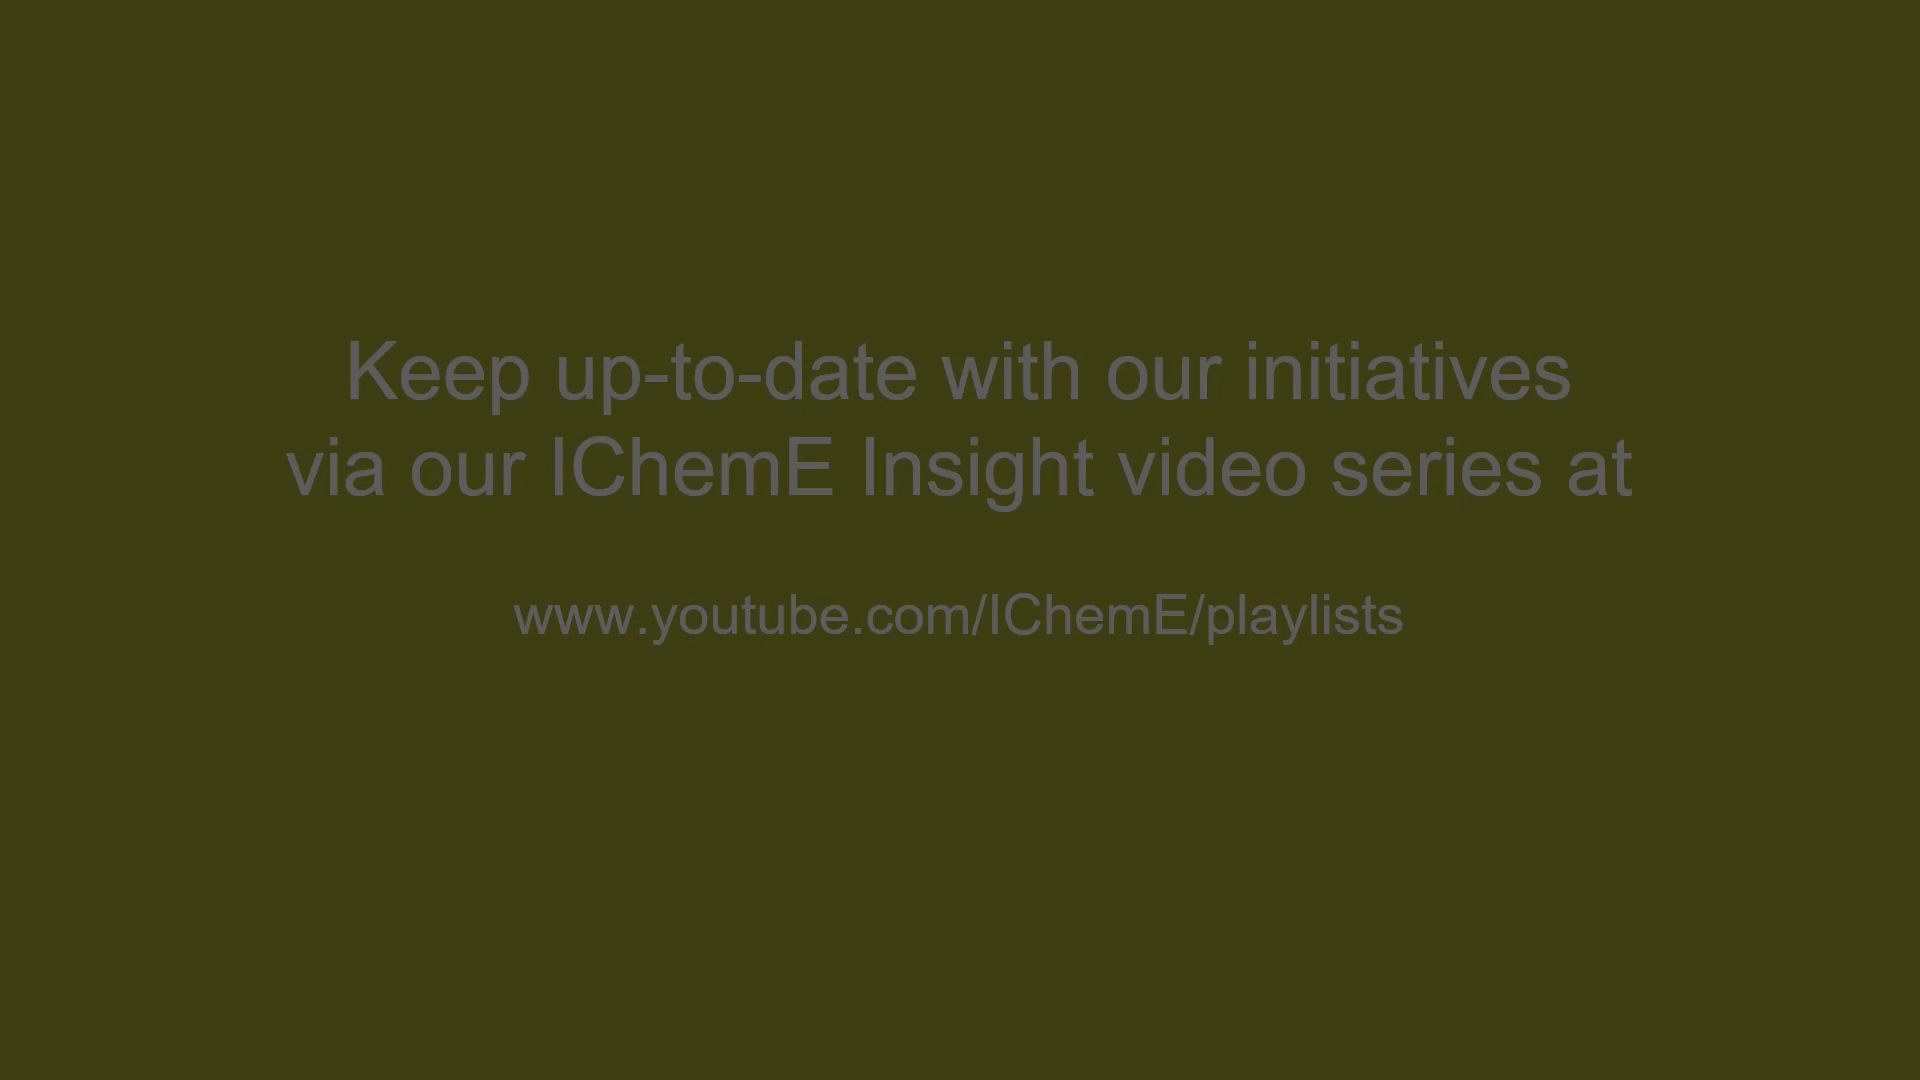 Keep up-to-date with our initiatives
via our IChemE Insight video series at
www.youtube.com/IChemE/playlists